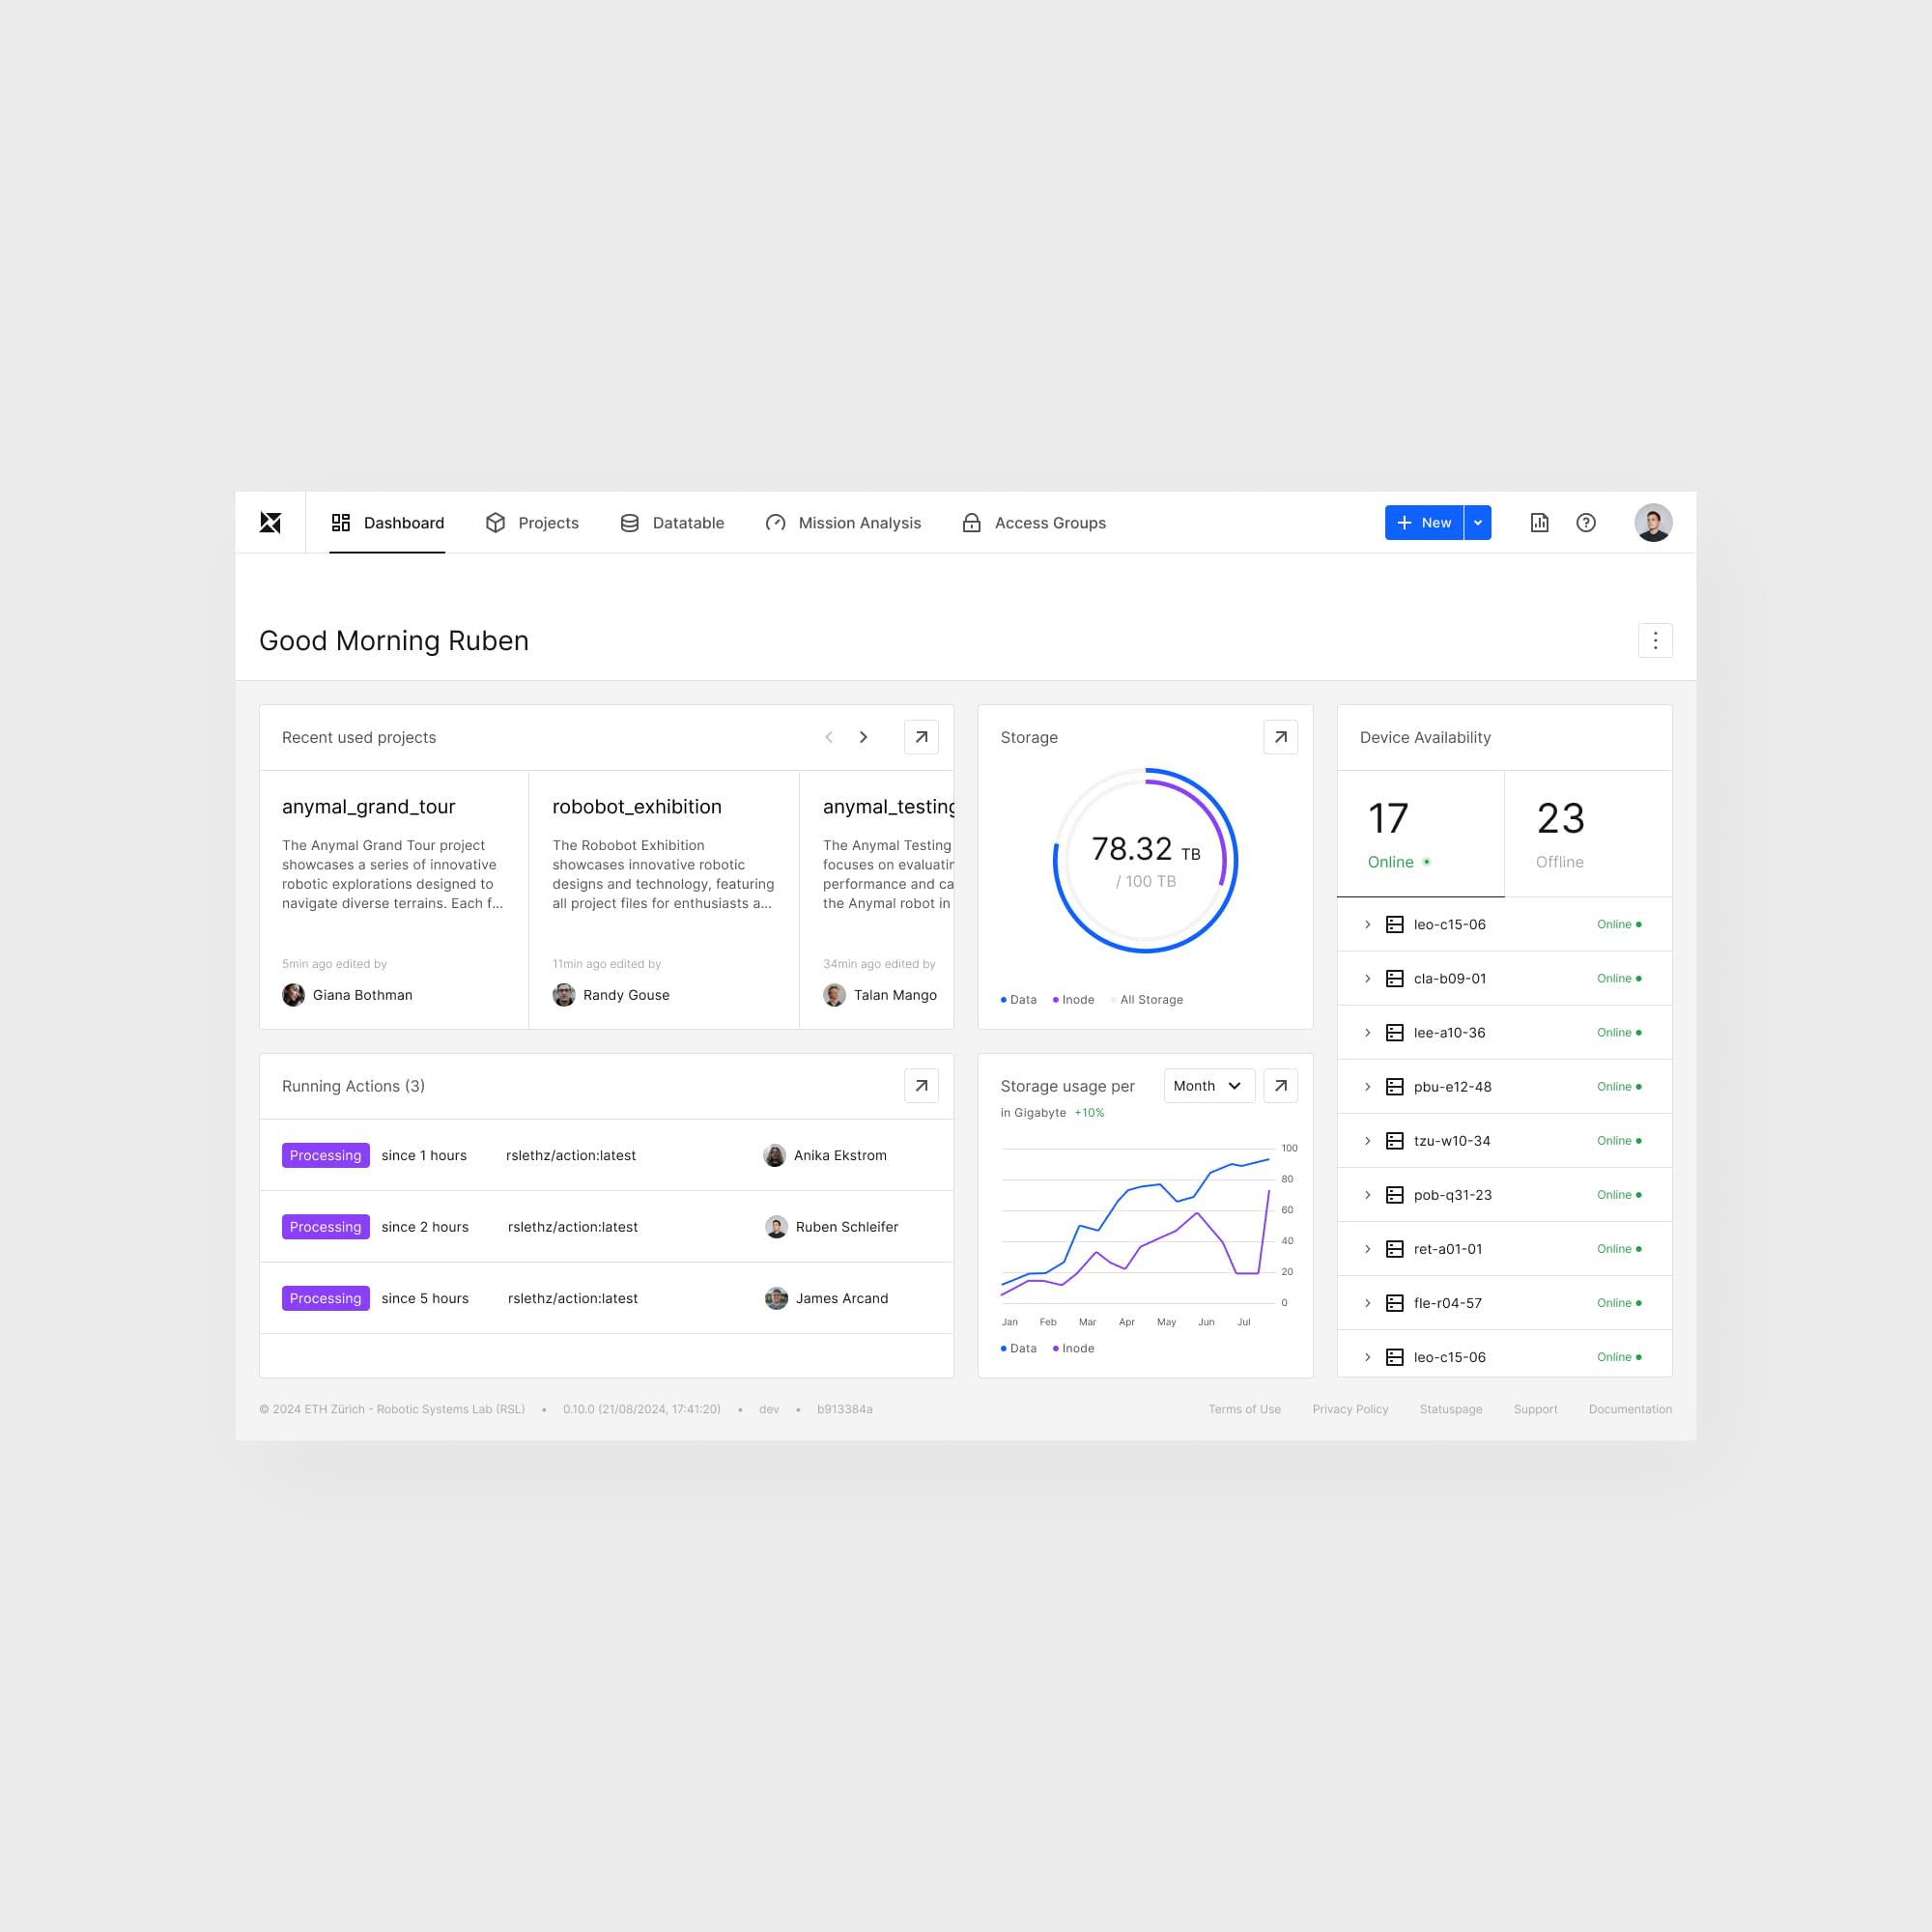 Dashboard
Projects
Datatable
Mission Analysis
Access Groups
New
Good Morning Ruben
Recent used projects
anymal_grand_tour
The Anymal Grand Tour project
showcases a series of innovative
robotic explorations designed to
navigate diverse terrains. Each f...
5min ago edited by
Giana Bothman
robobot_exhibition
The Robobot Exhibition
showcases innovative robotic
designs and technology, featuring
all project files for enthusiasts a...
11min ago edited by
Randy Gouse
anymal_testing
The Anymal Testing
focuses on evaluatin
performance and ca
the Anymal robot in
34min ago edited by
Talan Mango
Storage
78.32 TB
/ 100 TB
Data
Inode
All Storage
Device Availability
17
Online
23
Offline
leo-c15-06 Online
cla-b09-01 Online
lee-a10-36 Online
pbu-e12-48 Online
tzu-w10-34 Online
pob-q31-23 Online
ret-a01-01 Online
fle-r04-57 Online
leo-c15-06 Online
Running Actions (3)
Processing since 1 hours rslethz/action:latest Anika Ekstrom
Processing since 2 hours rslethz/action:latest Ruben Schleifer
Processing since 5 hours rslethz/action:latest James Arcand
Storage usage per
Month
in Gigabyte +10%
100
80
60
40
20
0
Jan Feb Mar Apr May Jun Jul
Data
Inode
© 2024 ETH Zürich - Robotic Systems Lab (RSL) • 0.10.0 (21/08/2024, 17:41:20) • dev • b913384a
Terms of Use
Privacy Policy
Statuspage
Support
Documentation